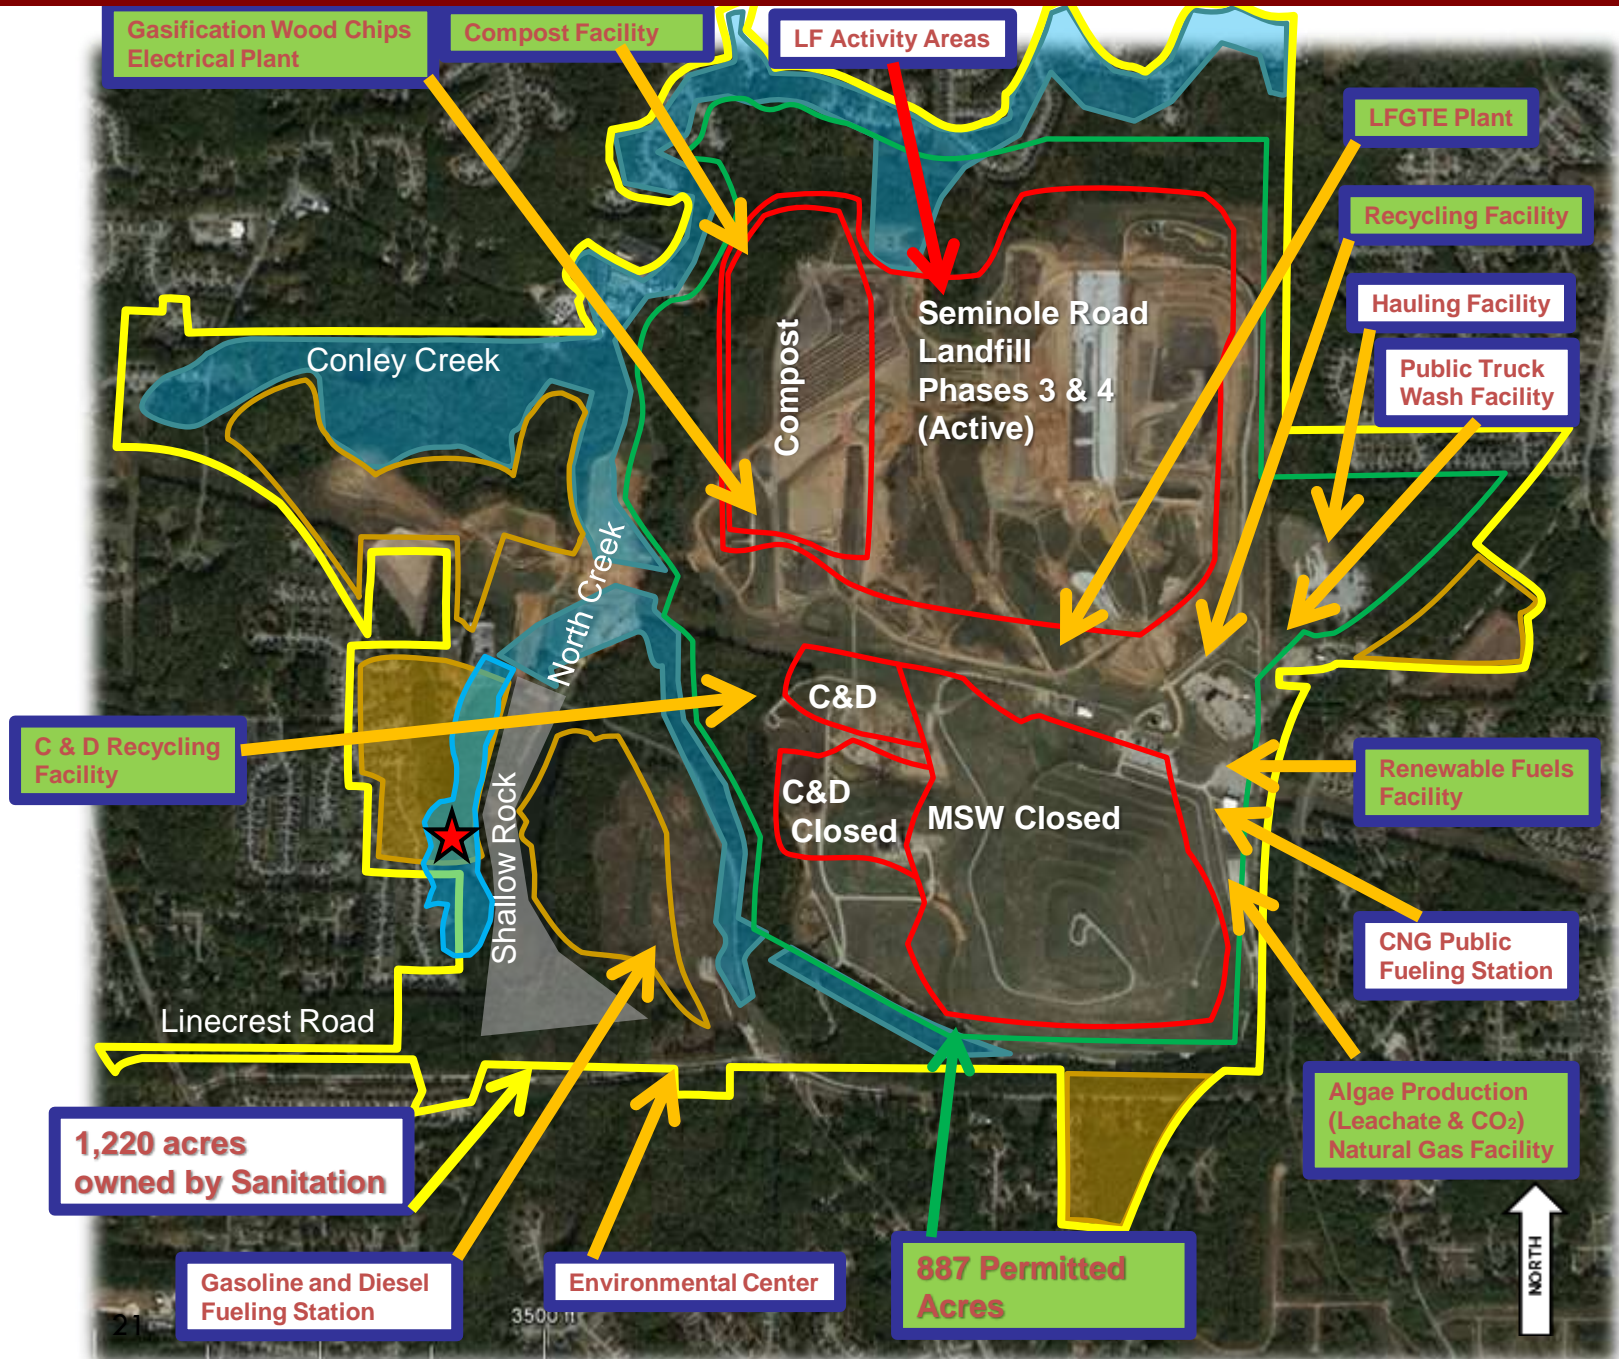 Gasification Wood Chips
Electrical Plant
Compost Facility
LF Activity Areas
LFGTE Plant
Recycling Facility
Hauling Facility
Public Truck
Wash Facility
Seminole Road
Landfill
Phases 3 & 4
(Active)
Compost
Conley Creek
North Creek
C&D
C & D Recycling
Facility
C&D
Closed
MSW Closed
Shallow Rock
Renewable Fuels
Facility
CNG Public
Fueling Station
Linecrest Road
Algae Production
(Leachate & CO₂)
Natural Gas Facility
1,220 acres
owned by Sanitation
Gasoline and Diesel
Fueling Station
Environmental Center
887 Permitted
Acres
NORTH
3500 ft
21